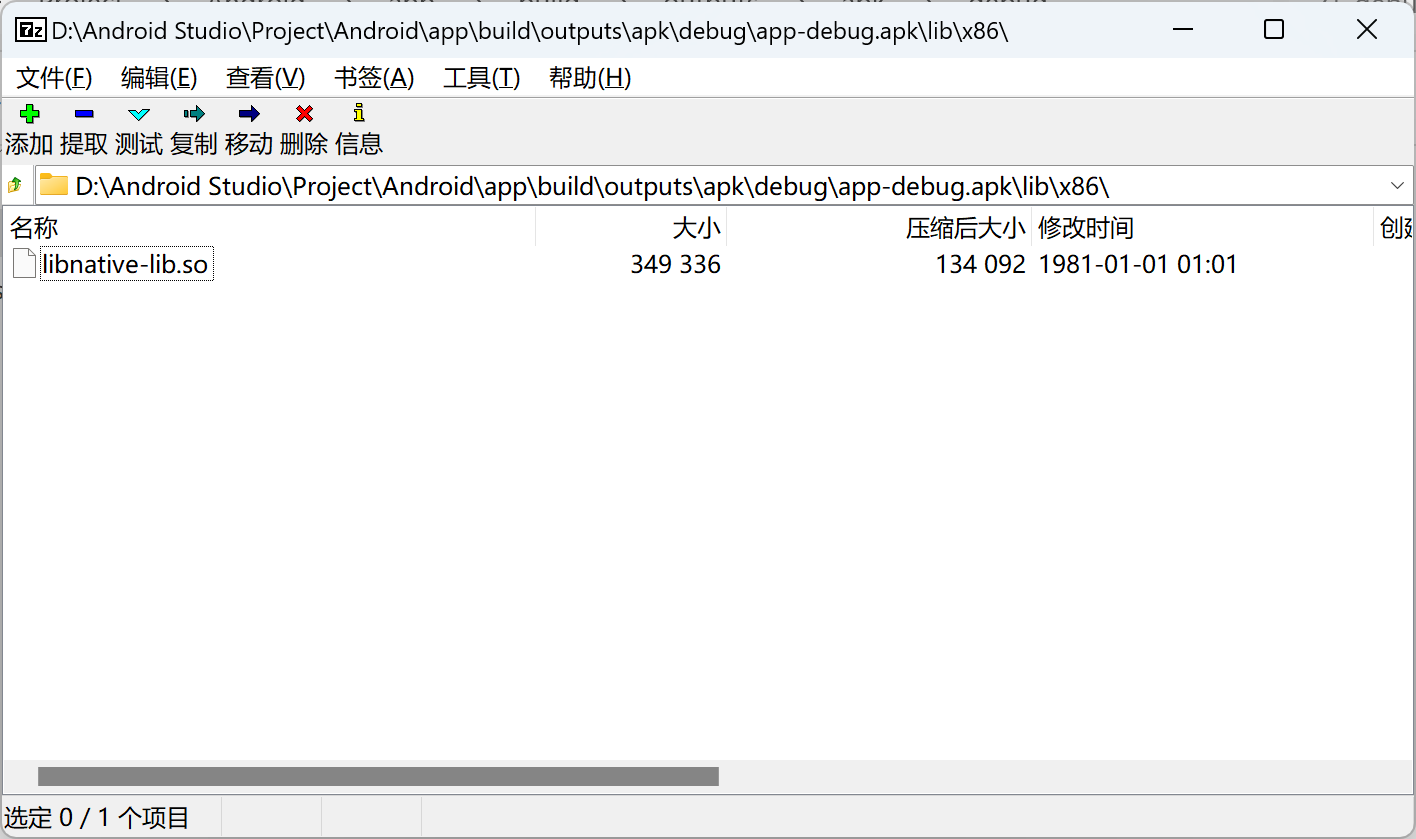 D:\Android Studio\Project\Android\app\build\outputs\apk\debug\app-debug.apk\lib\x86\
文件(F) 编辑(E) 查看(V) 书签(A) 工具(T) 帮助(H)
添加 提取 测试 复制 移动 删除 信息
D:\Android Studio\Project\Android\app\build\outputs\apk\debug\app-debug.apk\lib\x86\
名称 大小 压缩后大小 修改时间
libnative-lib.so 349 336 134 092 1981-01-01 01:01
选定 0 / 1 个项目